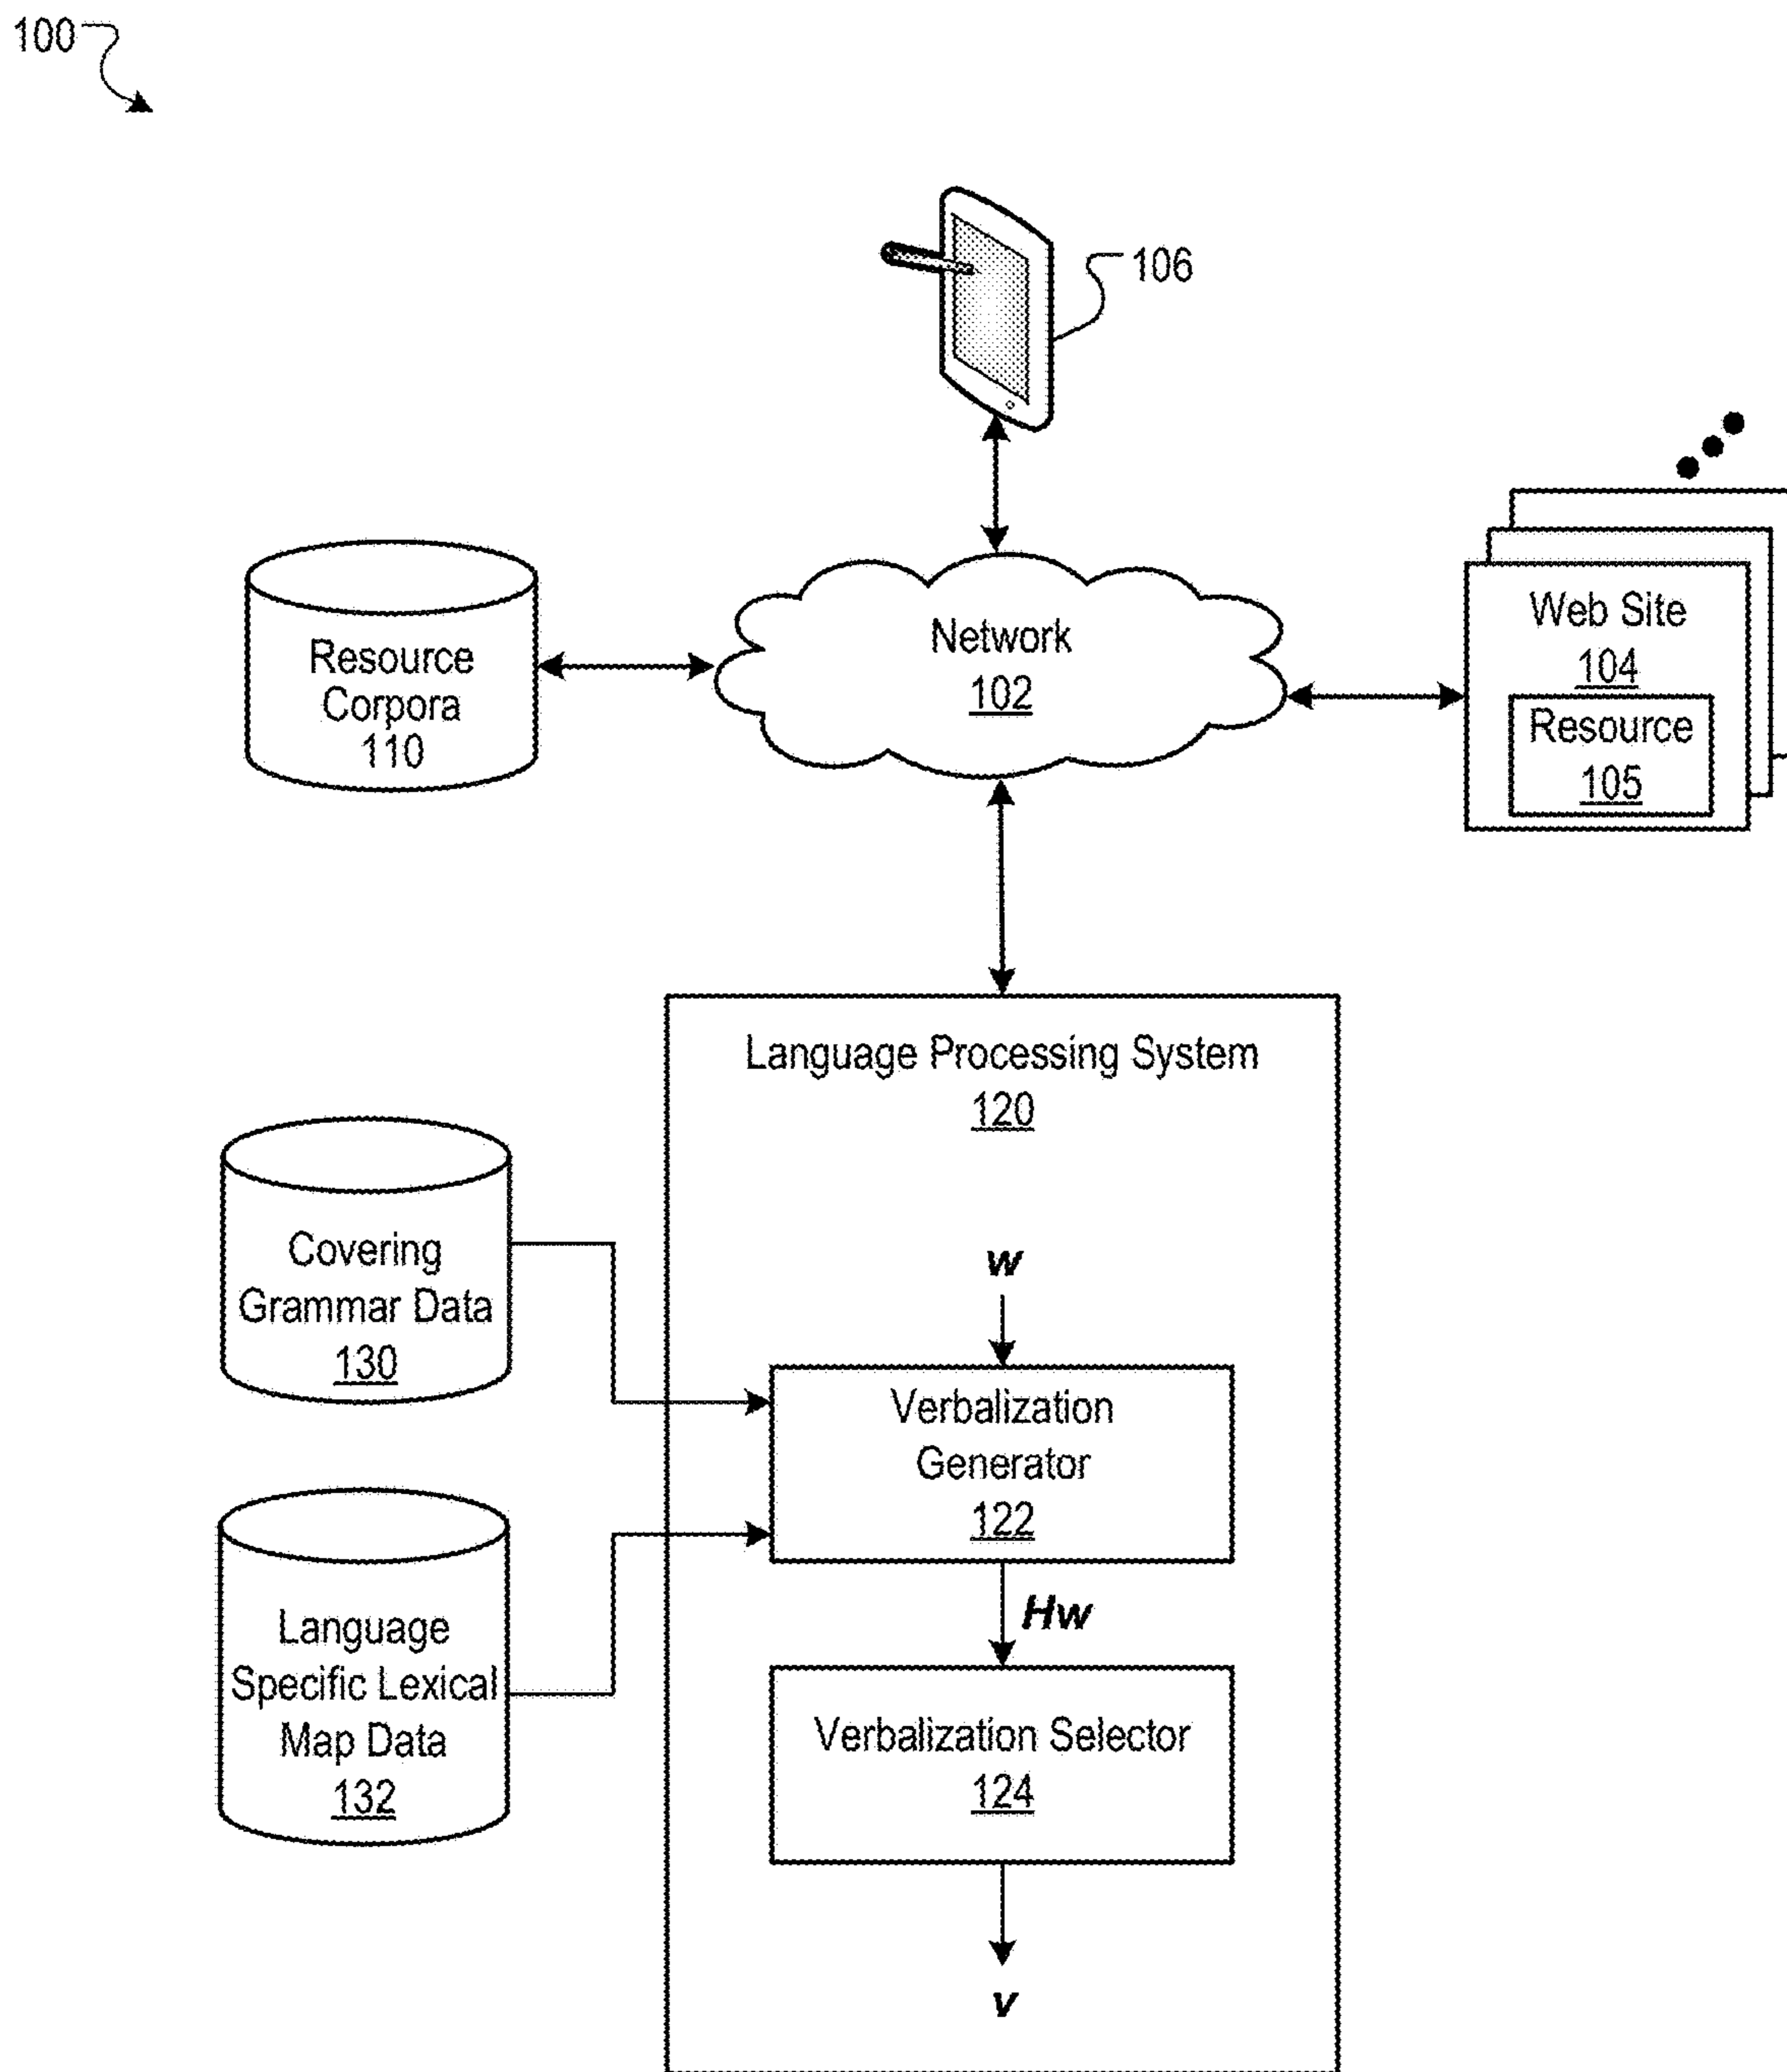 100
106
Resource
Corpora
110
Network
102
Web Site
104
Resource
105
Language Processing System
120
Covering
Grammar Data
130
w
Verbalization
Generator
122
Language
Specific Lexical
Map Data
132
Hw
Verbalization Selector
124
v